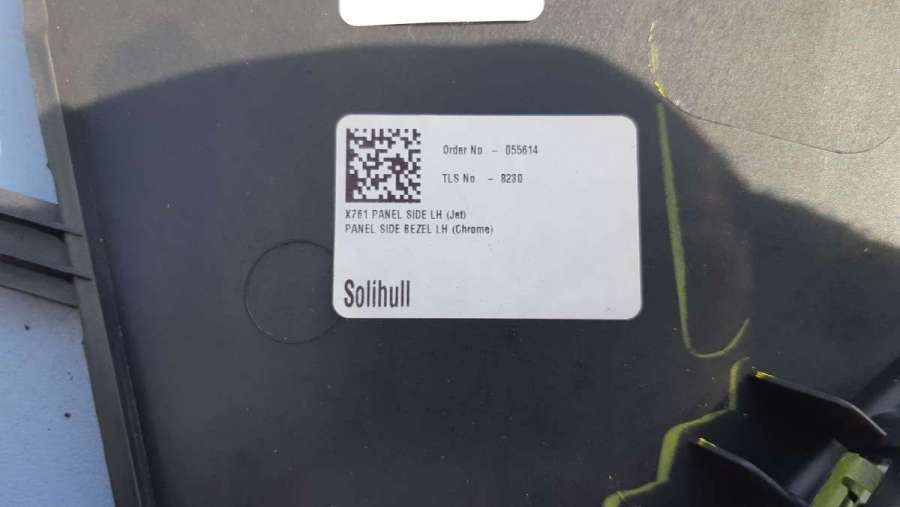 Order No - 055614
TLS No - 8230
X761 PANEL SIDE LH (Jet)
PANEL SIDE BEZEL LH (Chrome)
Solihull